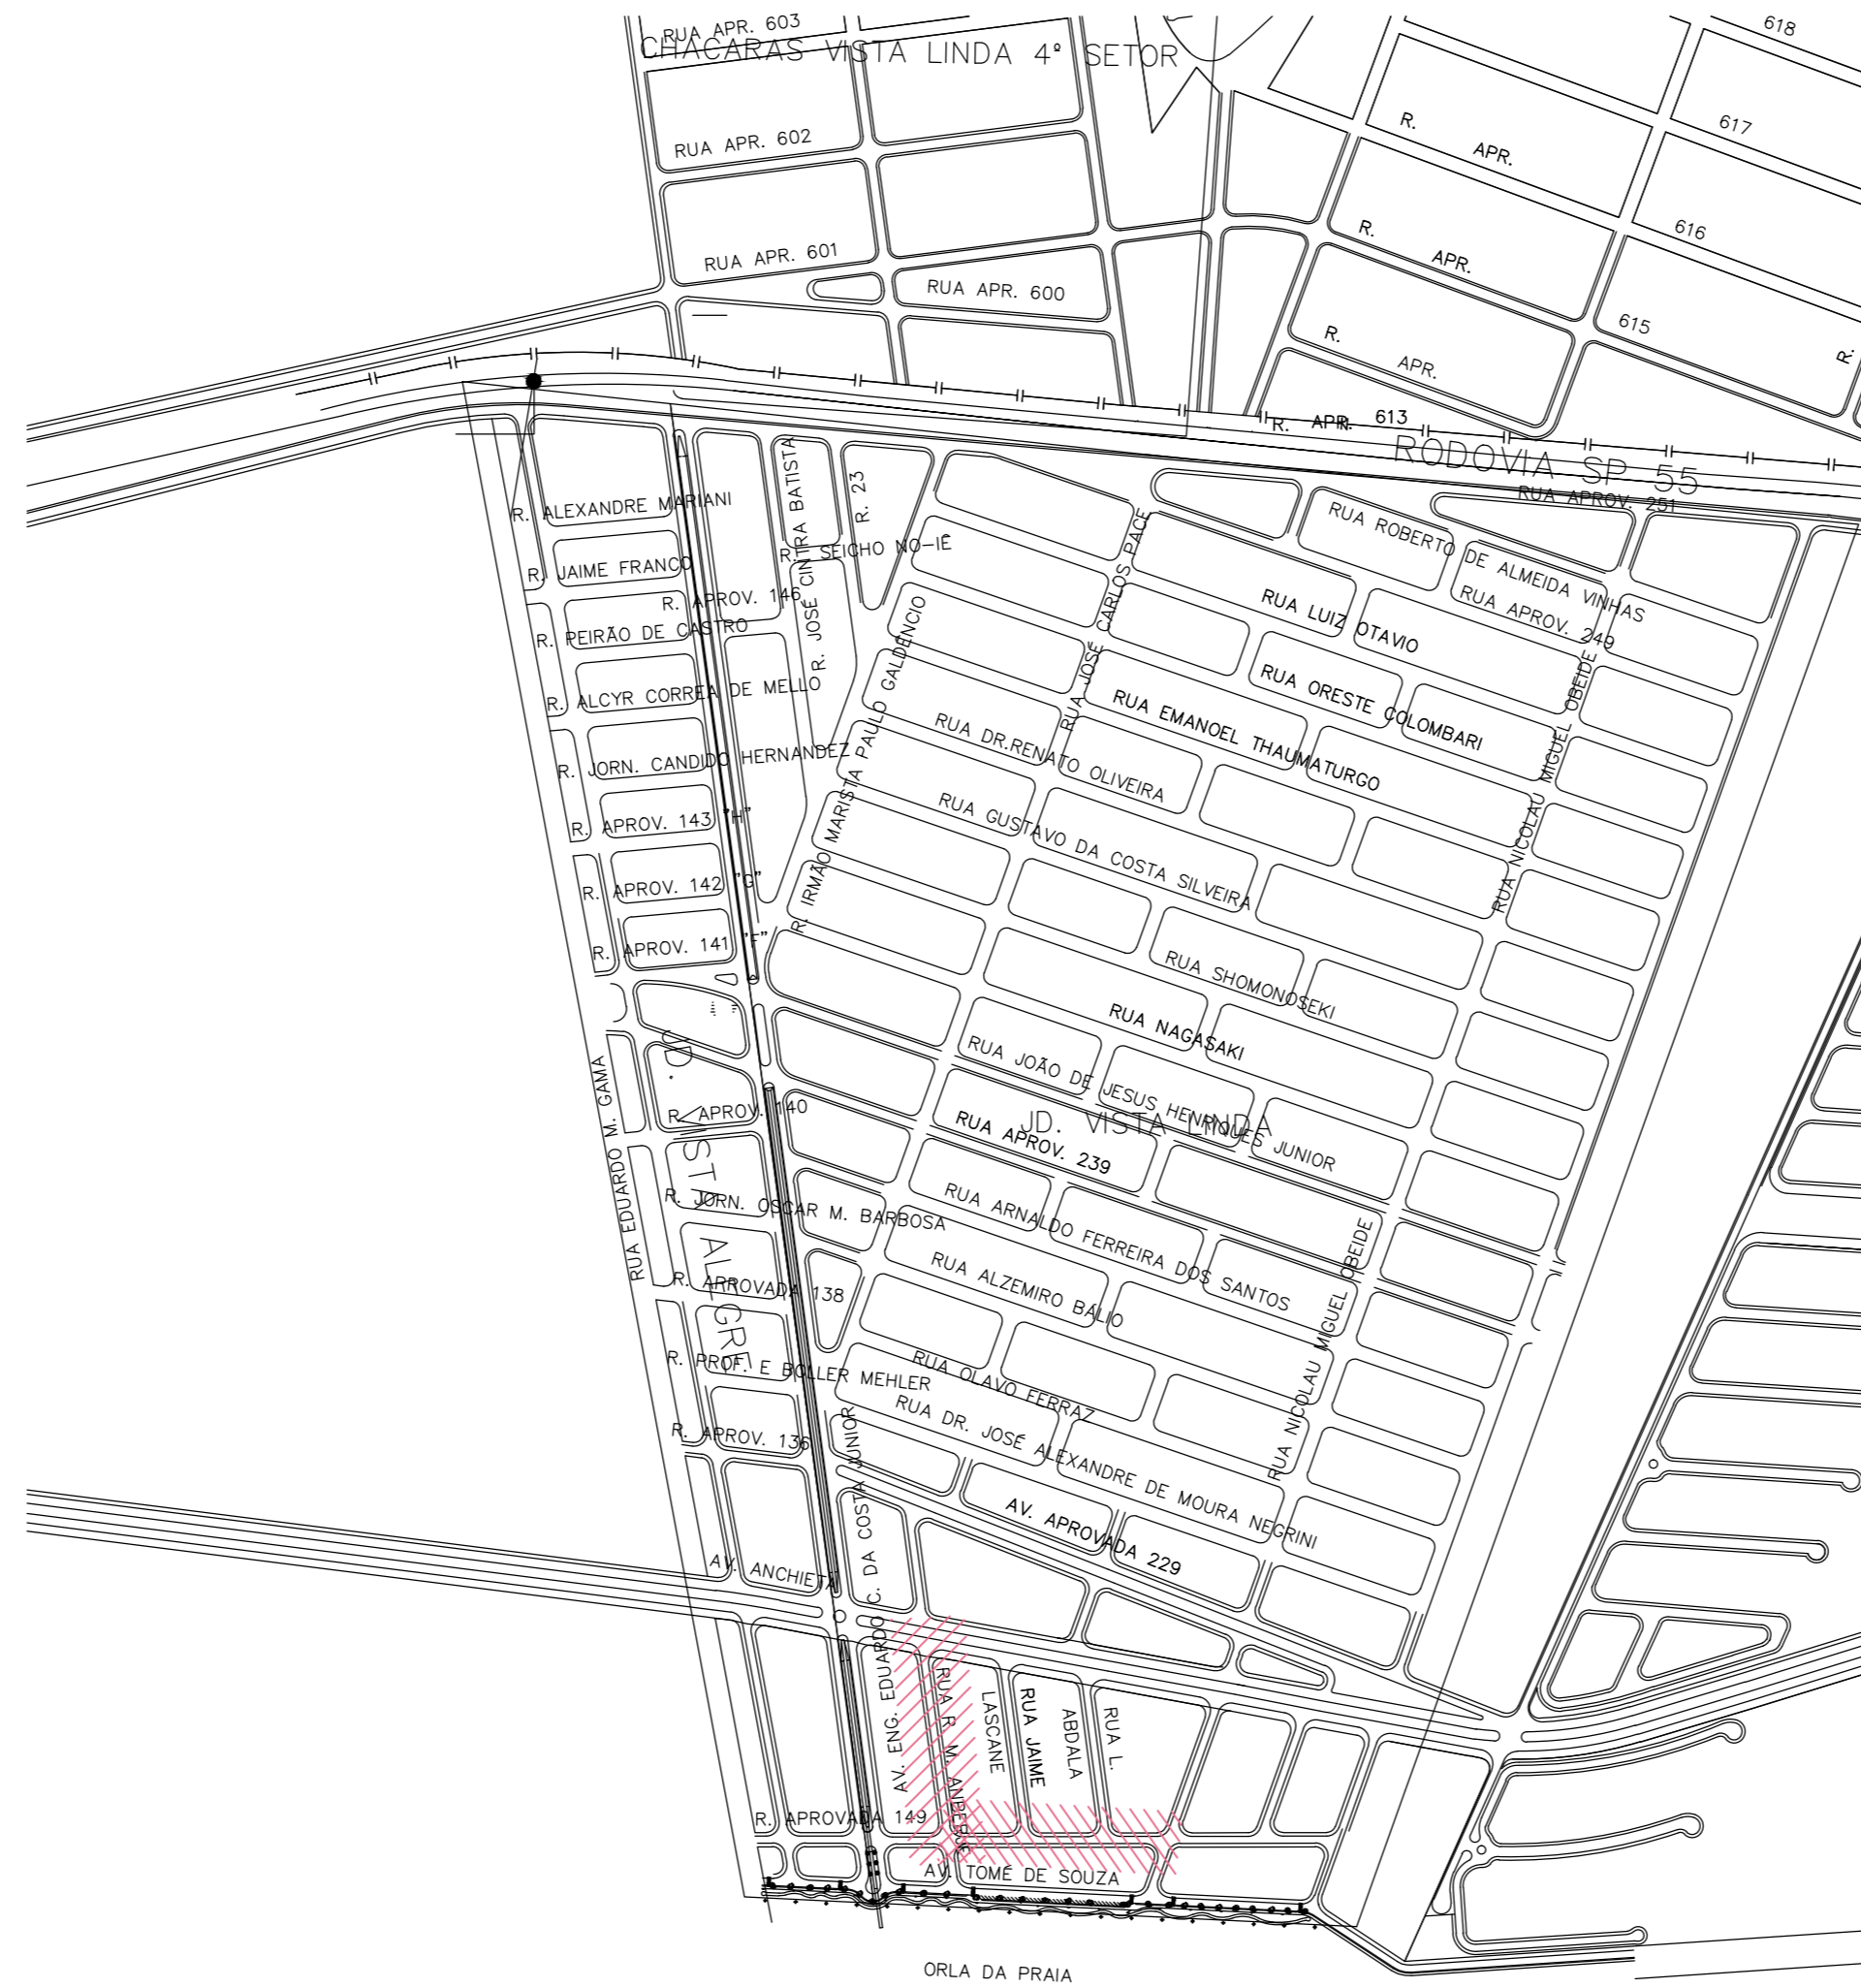 RUA APR. 603
618
CHÁCARAS VISTA LINDA 4º SETOR
RUA APR. 602
R. APR. 617
RUA APR. 601
R. APR. 616
RUA APR. 600
R. APR. 615
R.
R. APR. 613
RODOVIA SP 55
RUA APROV. 251
R. ALEXANDRE MARIANI
R. JOSÉ CINTRA BATISTA
R. 23
RUA ROBERTO DE ALMEIDA VINHAS
R. SEICHO NO-IÊ
R. JAIME FRANCO
R. APROV. 146
RUA JOSÉ CARLOS PACE
RUA LUIZ OTAVIO
RUA APROV. 249
R. PEIRÃO DE CASTRO
R. IRMÃO MARISTA PAULO GALDÊNCIO
R. ALCYR CORREA DE MELLO
RUA EMANOEL THAUMATURGO
RUA ORESTE COLOMBARI
RUA NICOLAU MIGUEL OBEIDE
RUA DR.RENATO OLIVEIRA
R. JORN. CANDIDO HERNANDEZ
RUA GUSTAVO DA COSTA SILVEIRA
R. APROV. 143 "H"
R. APROV. 142 "G"
R. APROV. 141 "F"
RUA SHOMONOSEKI
RUA NAGASAKI
RUA JOÃO DE JESUS HENRIQUES JUNIOR
JD. VISTA LINDA
JD. VISTA ALEGRE
RUA EDUARDO M. GAMA
R. APROV. 140
RUA APROV. 239
R. JORN. OSCAR M. BARBOSA
RUA ARNALDO FERREIRA DOS SANTOS
RUA ALZEMIRO BÁLIO
R. ARROVADA 138
RUA NICOLAU MIGUEL OBEIDE
R. PROF. E BOLLER MEHLER
RUA OLAVO FERRAZ
RUA DR. JOSÉ ALEXANDRE DE MOURA NEGRINI
R. APROV. 136
AV. APROVADA 229
AV. ANCHIETA
AV. ENG. EDUARDO C. DA COSTA JUNIOR
RUA R. M.
LASCANE
RUA JAIME
ABDALA
RUA L.
R. APROVADA 149
AV. TOMÉ DE SOUZA
ORLA DA PRAIA